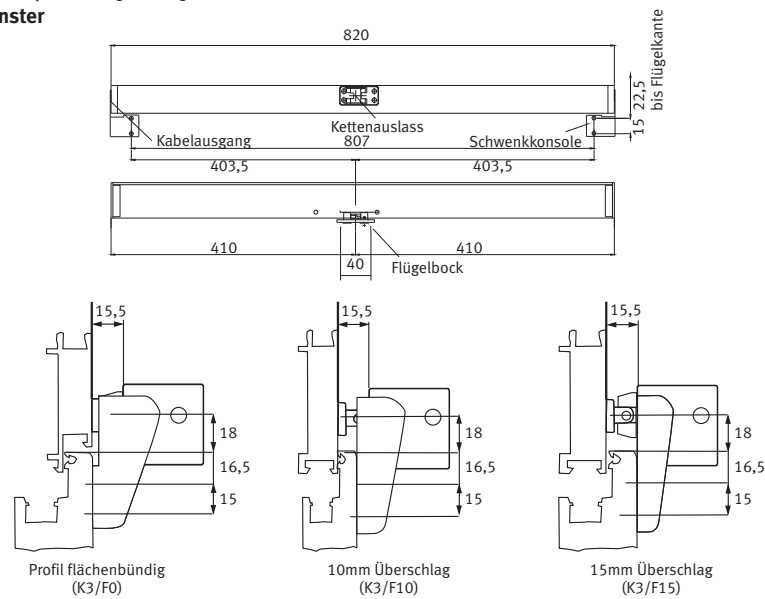 nster
820
bis Flügelkante
22,5
15
Kabelausgang
Kettenauslass
Schwenkkonsole
807
403,5
403,5
410
410
40
Flügelbock
15,5
18
16,5
15
Profil flächenbündig
(K3/F0)
15,5
18
16,5
15
10mm Überschlag
(K3/F10)
15,5
18
16,5
15
15mm Überschlag
(K3/F15)